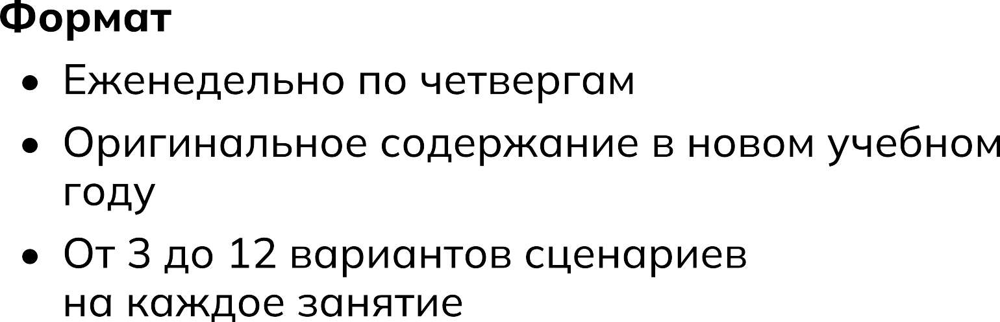 Формат
• Еженедельно по четвергам
• Оригинальное содержание в новом учебном
году
• От 3 до 12 вариантов сценариев
на каждое занятие